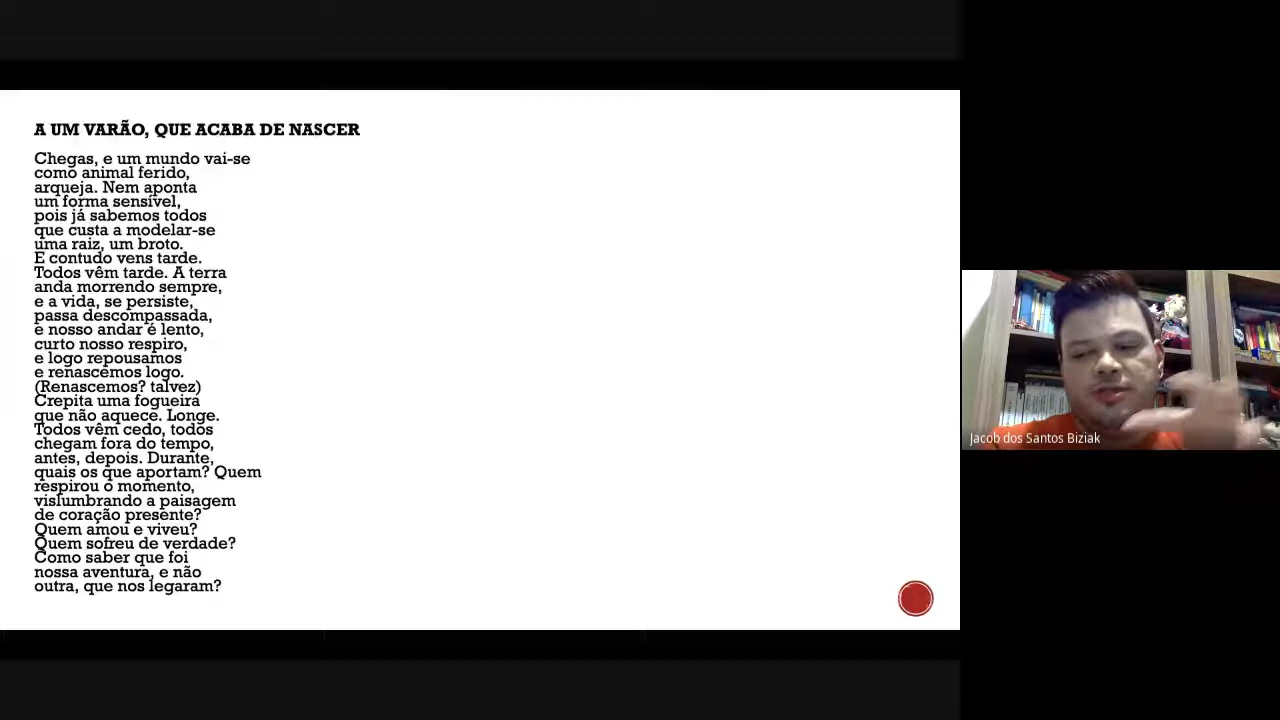 A UM VARÃO, QUE ACABA DE NASCER
Chegas, e um mundo vai-se
como animal ferido,
arqueja. Nem aponta
um forma sensível,
pois já sabemos todos
que custa a modelar-se
uma raiz, um broto.
E contudo vens tarde.
Todos vêm tarde. A terra
anda morrendo sempre,
e a vida, se persiste,
passa descompassada,
e nosso andar é lento,
curto nosso respiro,
e logo repousamos
e renascemos logo.
(Renascemos? talvez)
Crepita uma fogueira
que não aquece. Longe.
Todos vêm cedo, todos
chegam fora do tempo,
antes, depois. Durante,
quais os que aportam? Quem
respirou o momento,
vislumbrando a paisagem
de coração presente?
Quem amou e viveu?
Quem sofreu de verdade?
Como saber que foi
nossa aventura, e não
outra, que nos legaram?
Jacob dos Santos Biziak